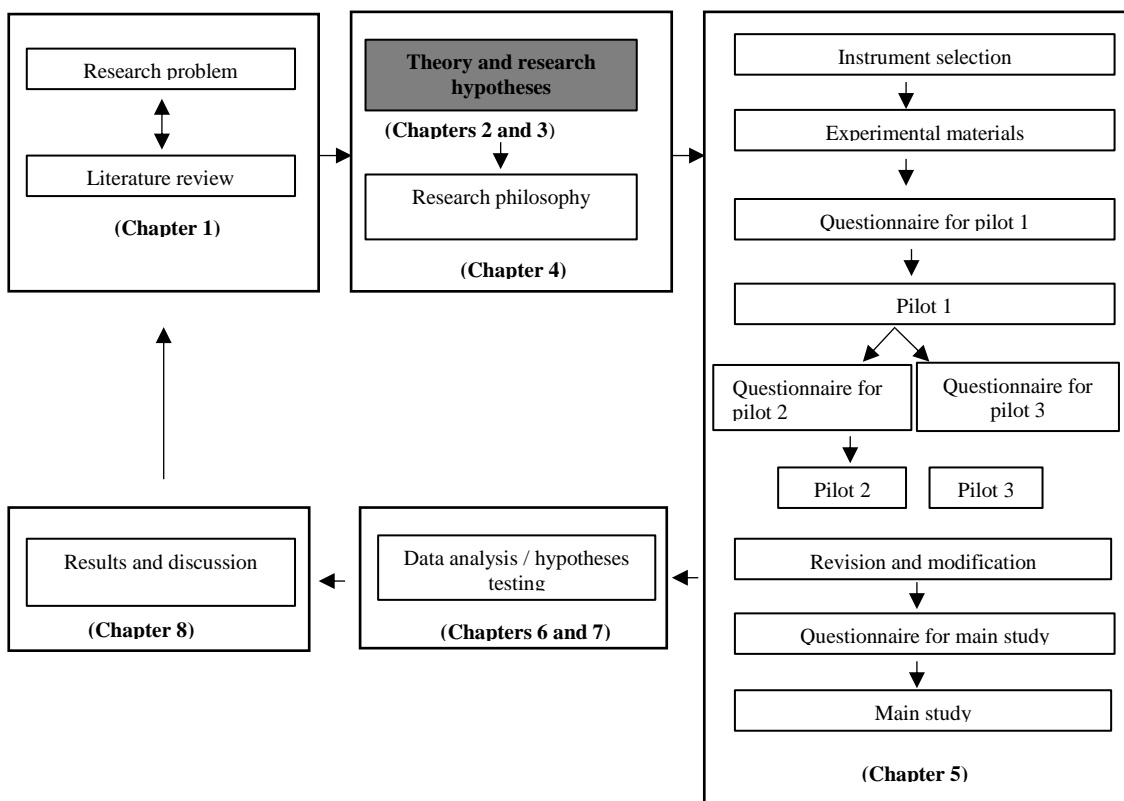 Research problem
Literature review
(Chapter 1)
Theory and research
hypotheses
(Chapters 2 and 3)
Research philosophy
(Chapter 4)
Instrument selection
Experimental materials
Questionnaire for pilot 1
Pilot 1
Questionnaire for
pilot 2
Questionnaire for
pilot 3
Pilot 2
Pilot 3
Revision and modification
Questionnaire for main study
Main study
(Chapter 5)
Data analysis / hypotheses
testing
(Chapters 6 and 7)
Results and discussion
(Chapter 8)